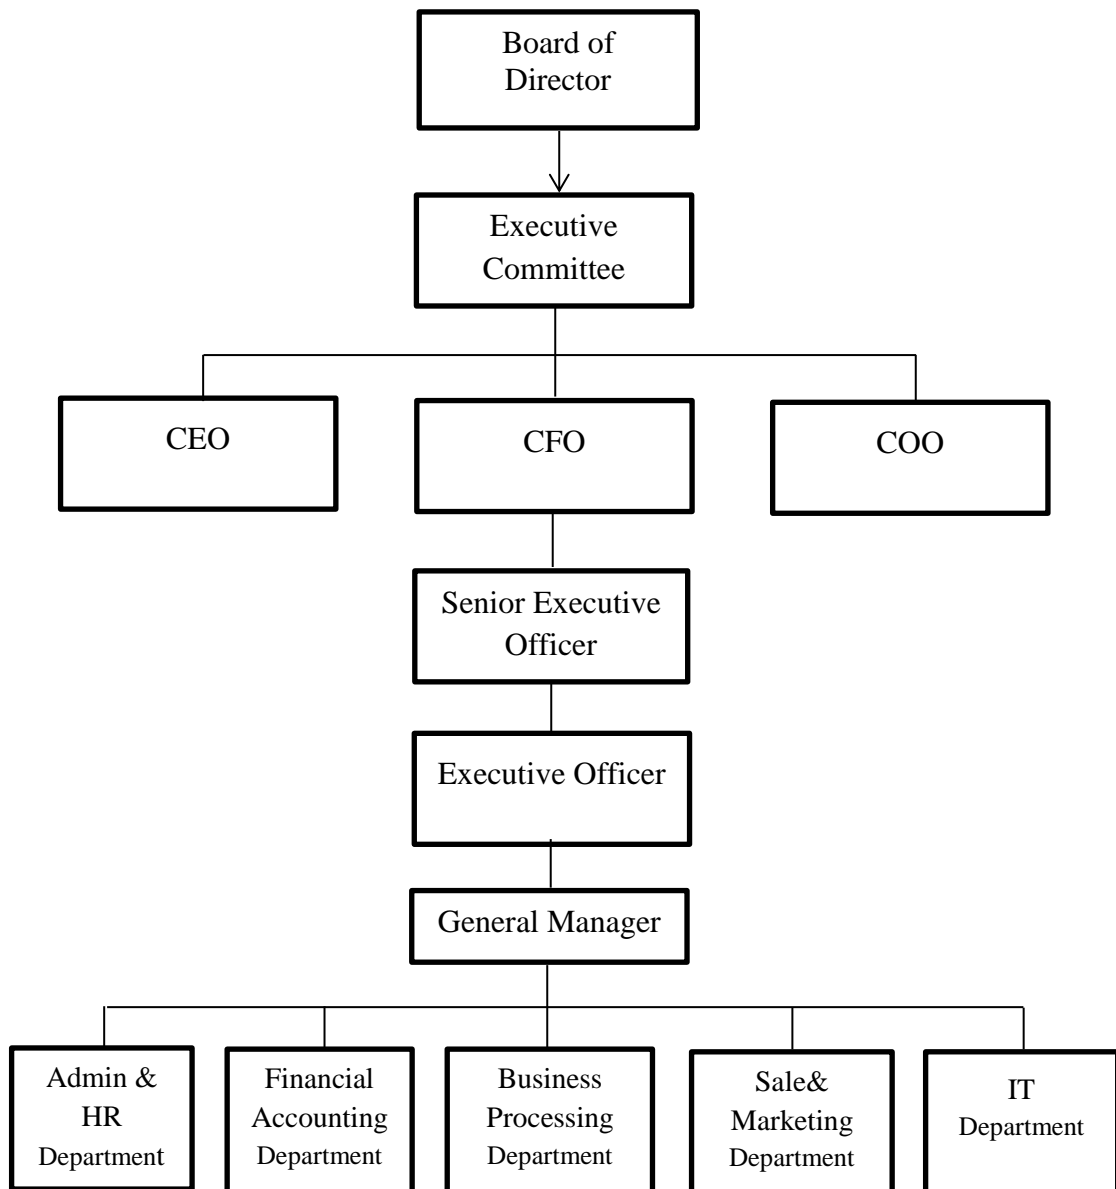 Board of
Director
Executive
Committee
CEO
CFO
COO
Senior Executive
Officer
Executive Officer
General Manager
Admin &
HR
Department
Financial
Accounting
Department
Business
Processing
Department
Sale&
Marketing
Department
IT
Department